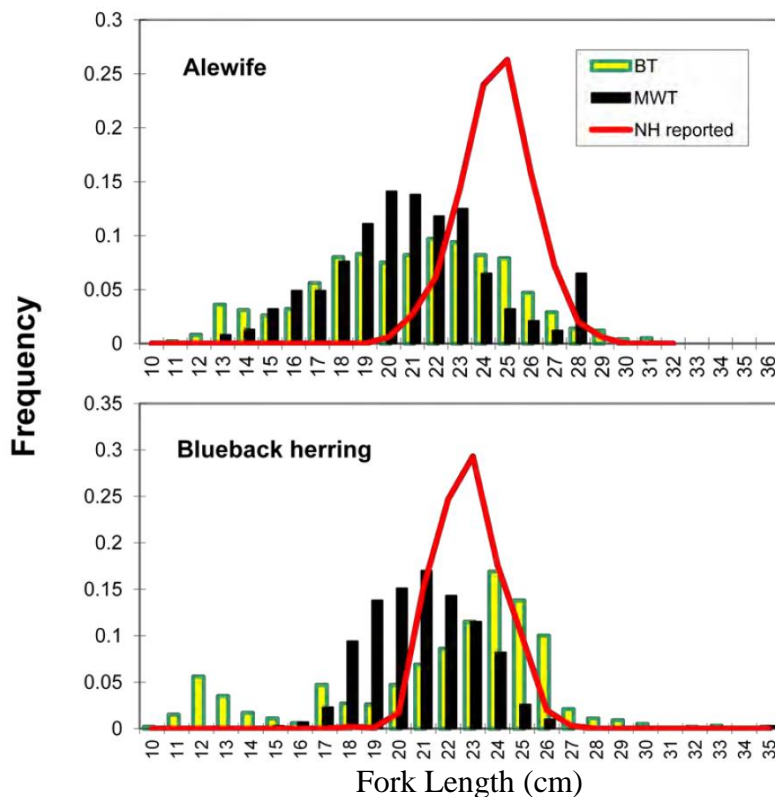 0.3
0.25
0.2
0.15
0.1
0.05
0
Alewife
BT
MWT
NH reported
10 11 12 13 14 15 16 17 18 19 20 21 22 23 24 25 26 27 28 29 30 31 32 33 34 35 36
Frequency
0.35
0.3
0.25
0.2
0.15
0.1
0.05
0
Blueback herring
10 11 12 13 14 15 16 17 18 19 20 21 22 23 24 25 26 27 28 29 30 31 32 33 34 35
Fork Length (cm)